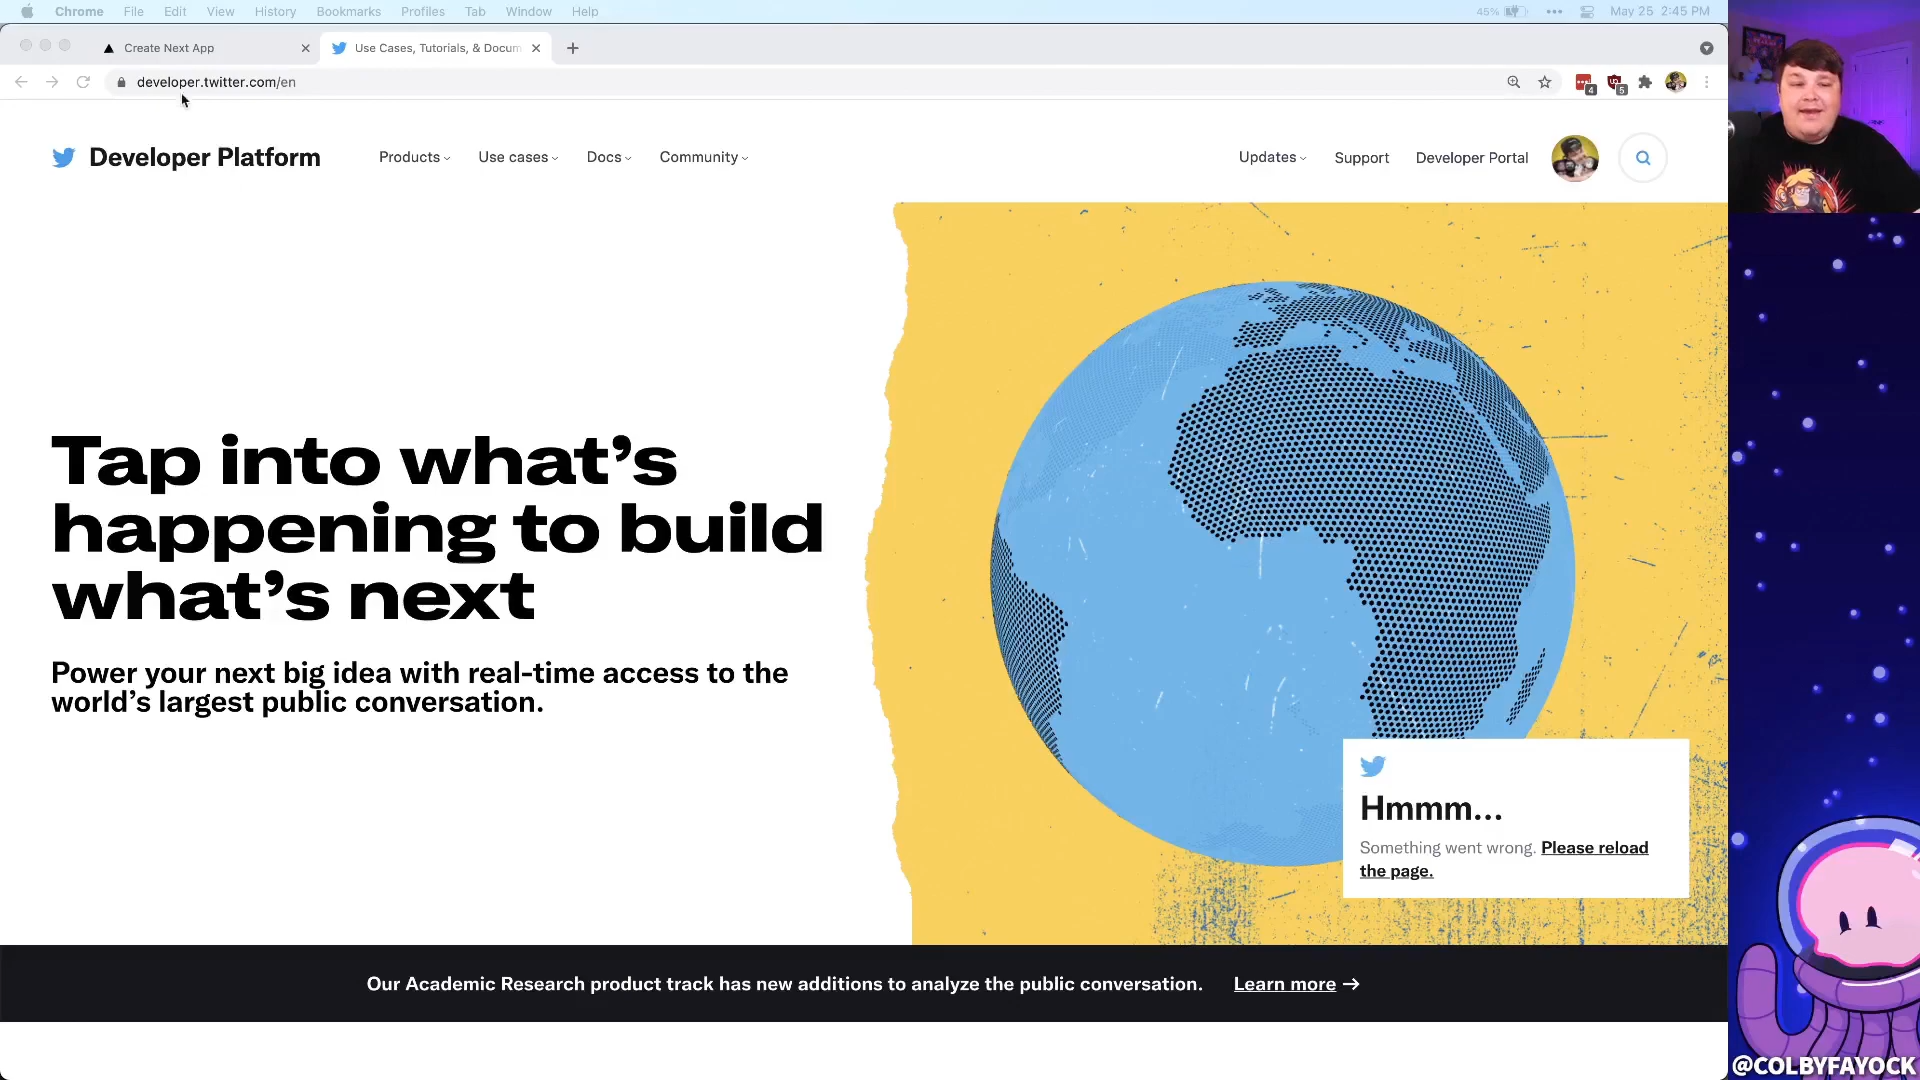 Chrome File Edit View History Bookmarks Profiles Tab Window Help
45% May 25 2:45 PM
Create Next App
Use Cases, Tutorials, & Docum
developer.twitter.com/en
4
5
Developer Platform
Products
Use cases
Docs
Community
Updates
Support
Developer Portal
Tap into what's
happening to build
what's next
Power your next big idea with real-time access to the
world's largest public conversation.
Hmmm...
Something went wrong. Please reload
the page.
Our Academic Research product track has new additions to analyze the public conversation. Learn more →
@COLBYFAYOCK